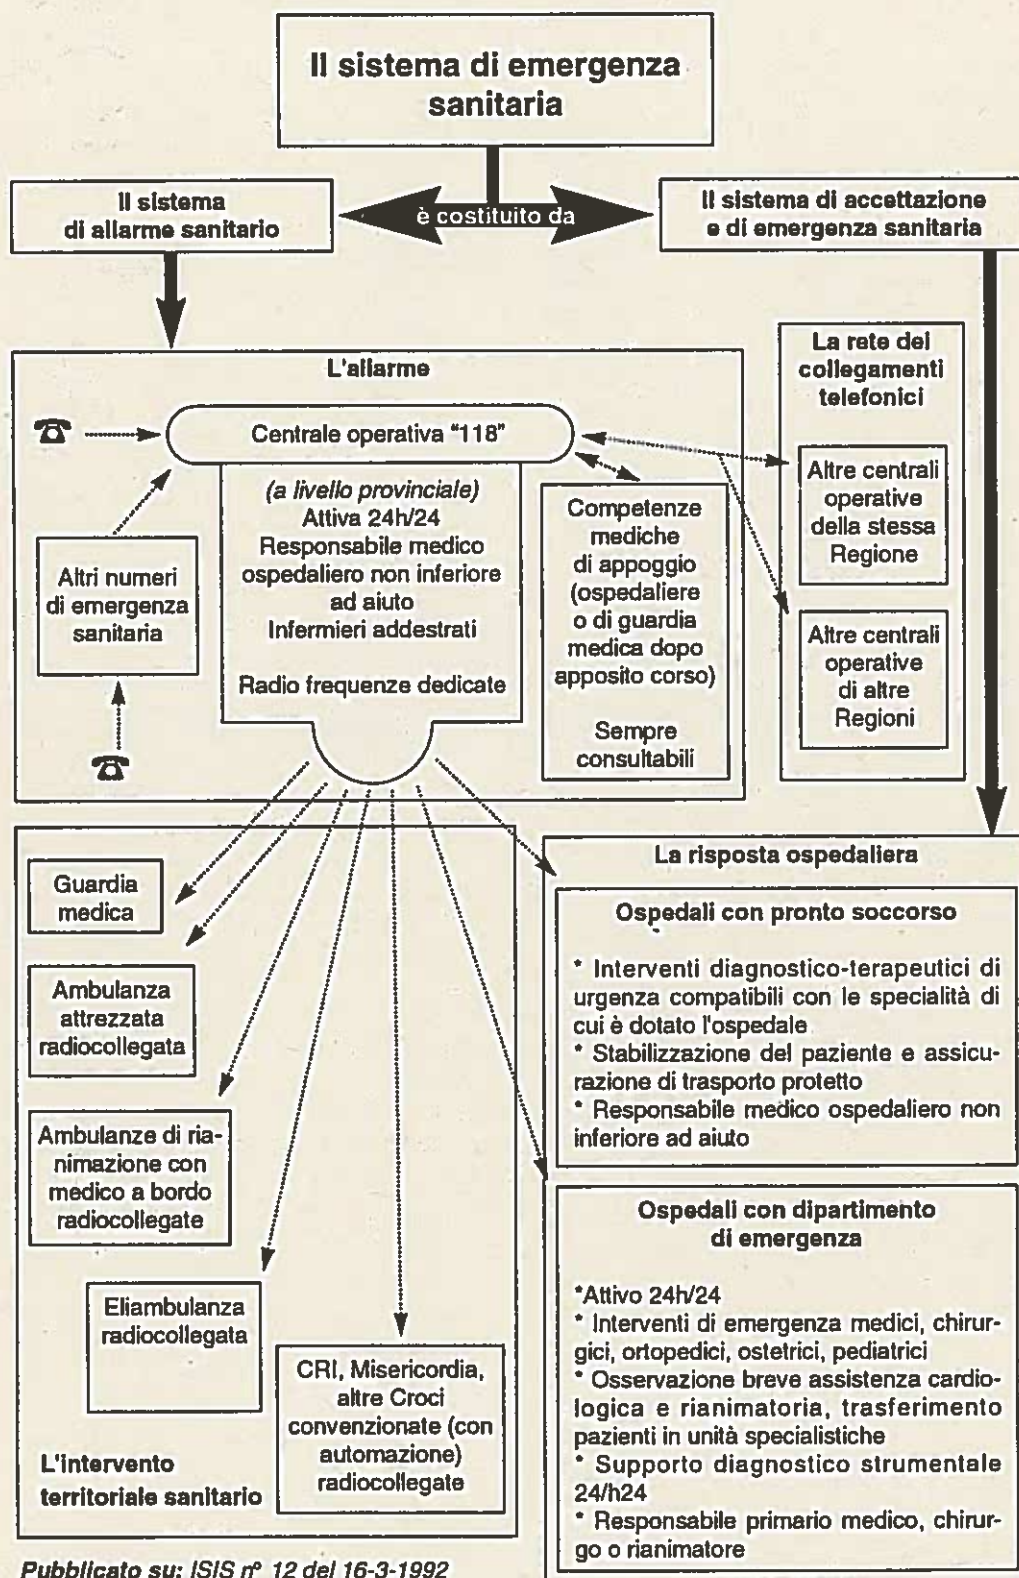 Il sistema di emergenza
sanitaria
Il sistema
di allarme sanitario
è costituito da
Il sistema di accettazione
e di emergenza sanitaria
L'allarme
Centrale operativa "118"
(a livello provinciale)
Attiva 24h/24
Responsabile medico
ospedaliero non inferiore
ad aiuto
Infermieri addestrati
Radio frequenze dedicate
Altri numeri
di emergenza
sanitaria
Competenze
mediche
di appoggio
(ospedaliere
o di guardia
medica dopo
apposito corso)
Sempre
consultabili
La rete dei
collegamenti
telefonici
Altre centrali
operative
della stessa
Regione
Altre centrali
operative
di altre
Regioni
Guardia
medica
Ambulanza
attrezzata
radiocollegata
Ambulanze di ria-
nimazione con
medico a bordo
radiocollegate
Eliambulanza
radiocollegata
CRI, Misericordia,
altre Croci
convenzionate (con
automazione)
radiocollegate
L'intervento
territoriale sanitario
La risposta ospedaliera
Ospedali con pronto soccorso
* Interventi diagnostico-terapeutici di
urgenza compatibili con le specialità di
cui è dotato l'ospedale
* Stabilizzazione del paziente e assicu-
razione di trasporto protetto
* Responsabile medico ospedaliero non
inferiore ad aiuto
Ospedali con dipartimento
di emergenza
*Attivo 24h/24
* Interventi di emergenza medici, chirur-
gici, ortopedici, ostetrici, pediatrici
* Osservazione breve assistenza cardio-
logica e rianimatoria, trasferimento
pazienti in unità specialistiche
* Supporto diagnostico strumentale
24/h24
* Responsabile primario medico, chirur-
go o rianimatore
Pubblicato su: ISIS n° 12 del 16-3-1992